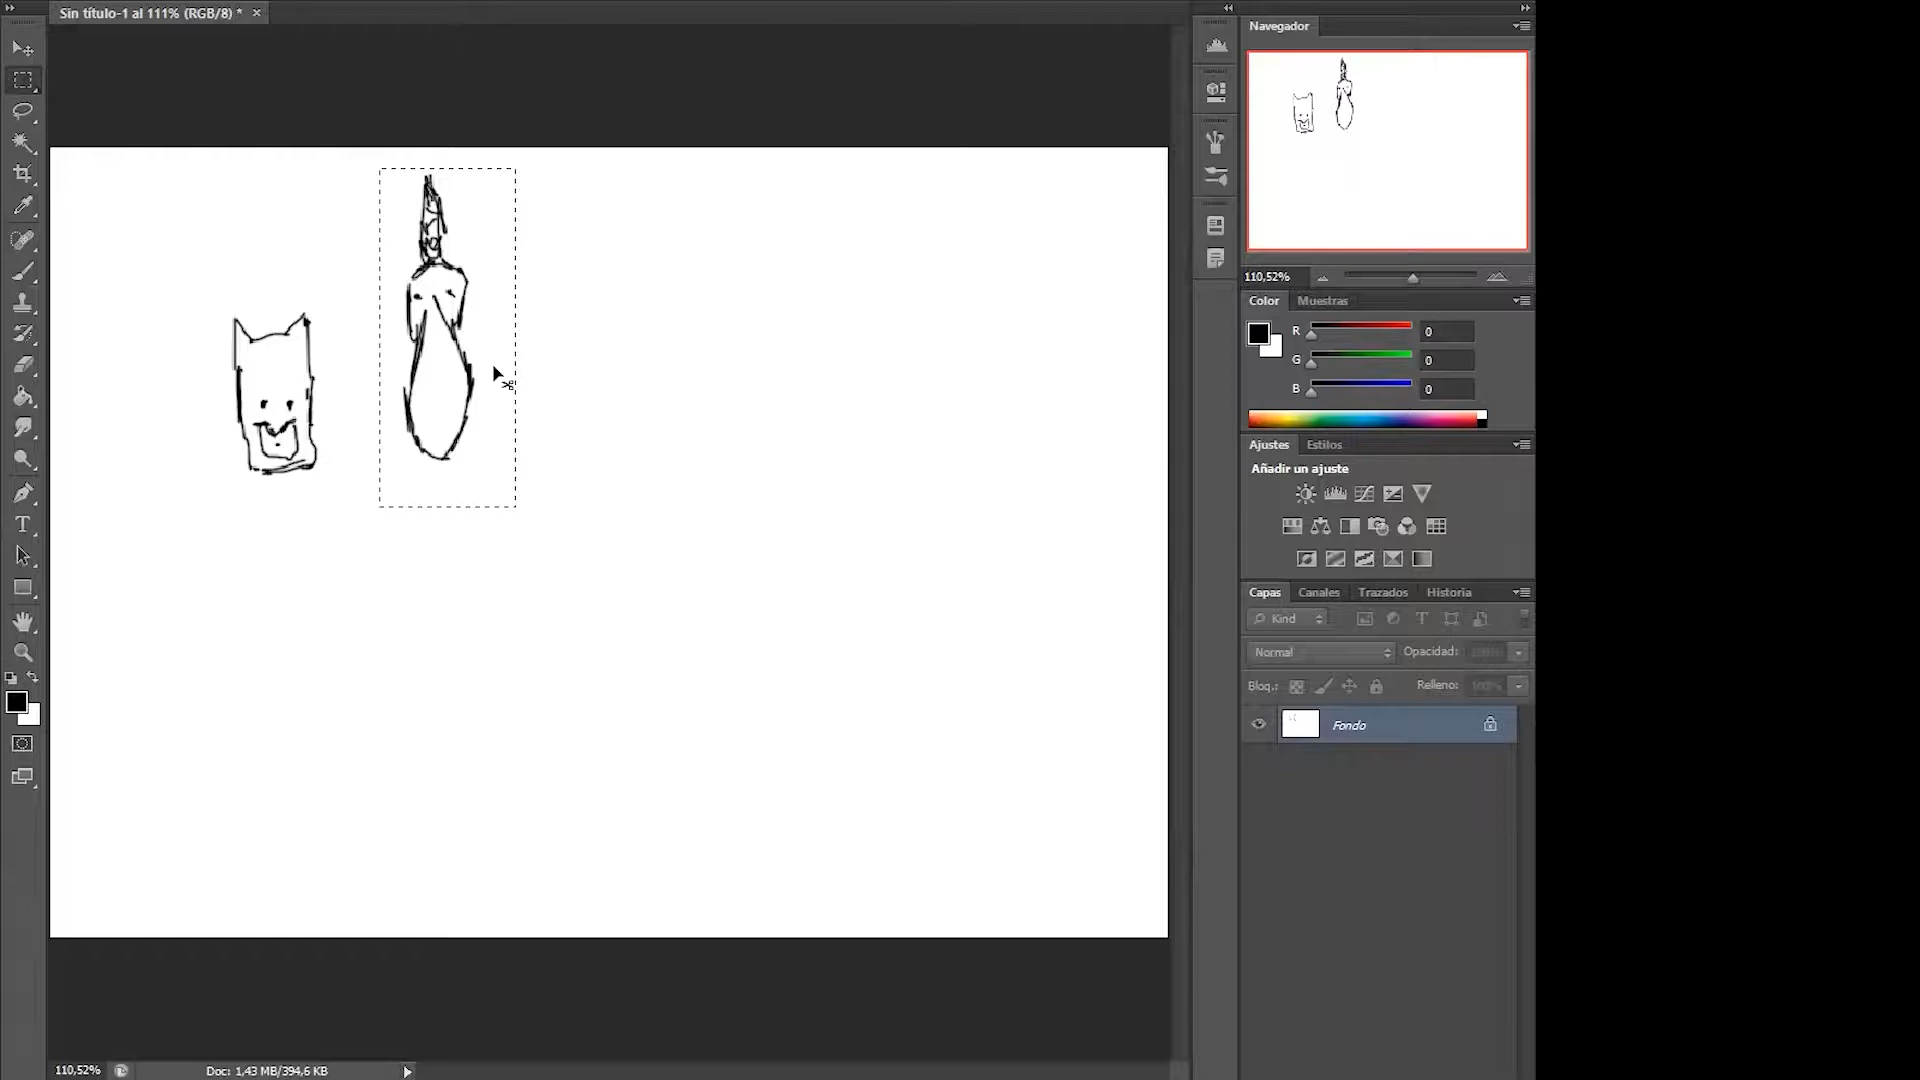 Sin título-1 al 111% (RGB/8) * ×
Navegador
110,52%
Color Muestras
R 0
G 0
B 0
Ajustes Estilos
Añadir un ajuste
Capas Canales Trazados Historia
Kind
Normal Opacidad: 100%
Bloq.: Relleno: 100%
Fondo
T
110,52% Doc: 1,43 MB/394,6 KB